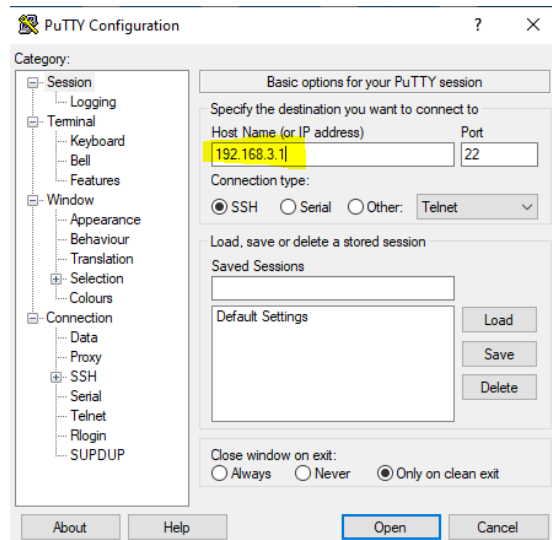 PuTTY Configuration
?
Category:
Session
Logging
Terminal
Keyboard
Bell
Features
Window
Appearance
Behaviour
Translation
Selection
Colours
Connection
Data
Proxy
SSH
Serial
Telnet
Rlogin
SUPDUP
Basic options for your PuTTY session
Specify the destination you want to connect to
Host Name (or IP address) Port
192.168.3.1 22
Connection type:
SSH Serial Other: Telnet
Load, save or delete a stored session
Saved Sessions
Default Settings
Load
Save
Delete
Close window on exit:
Always Never Only on clean exit
About Help Open Cancel